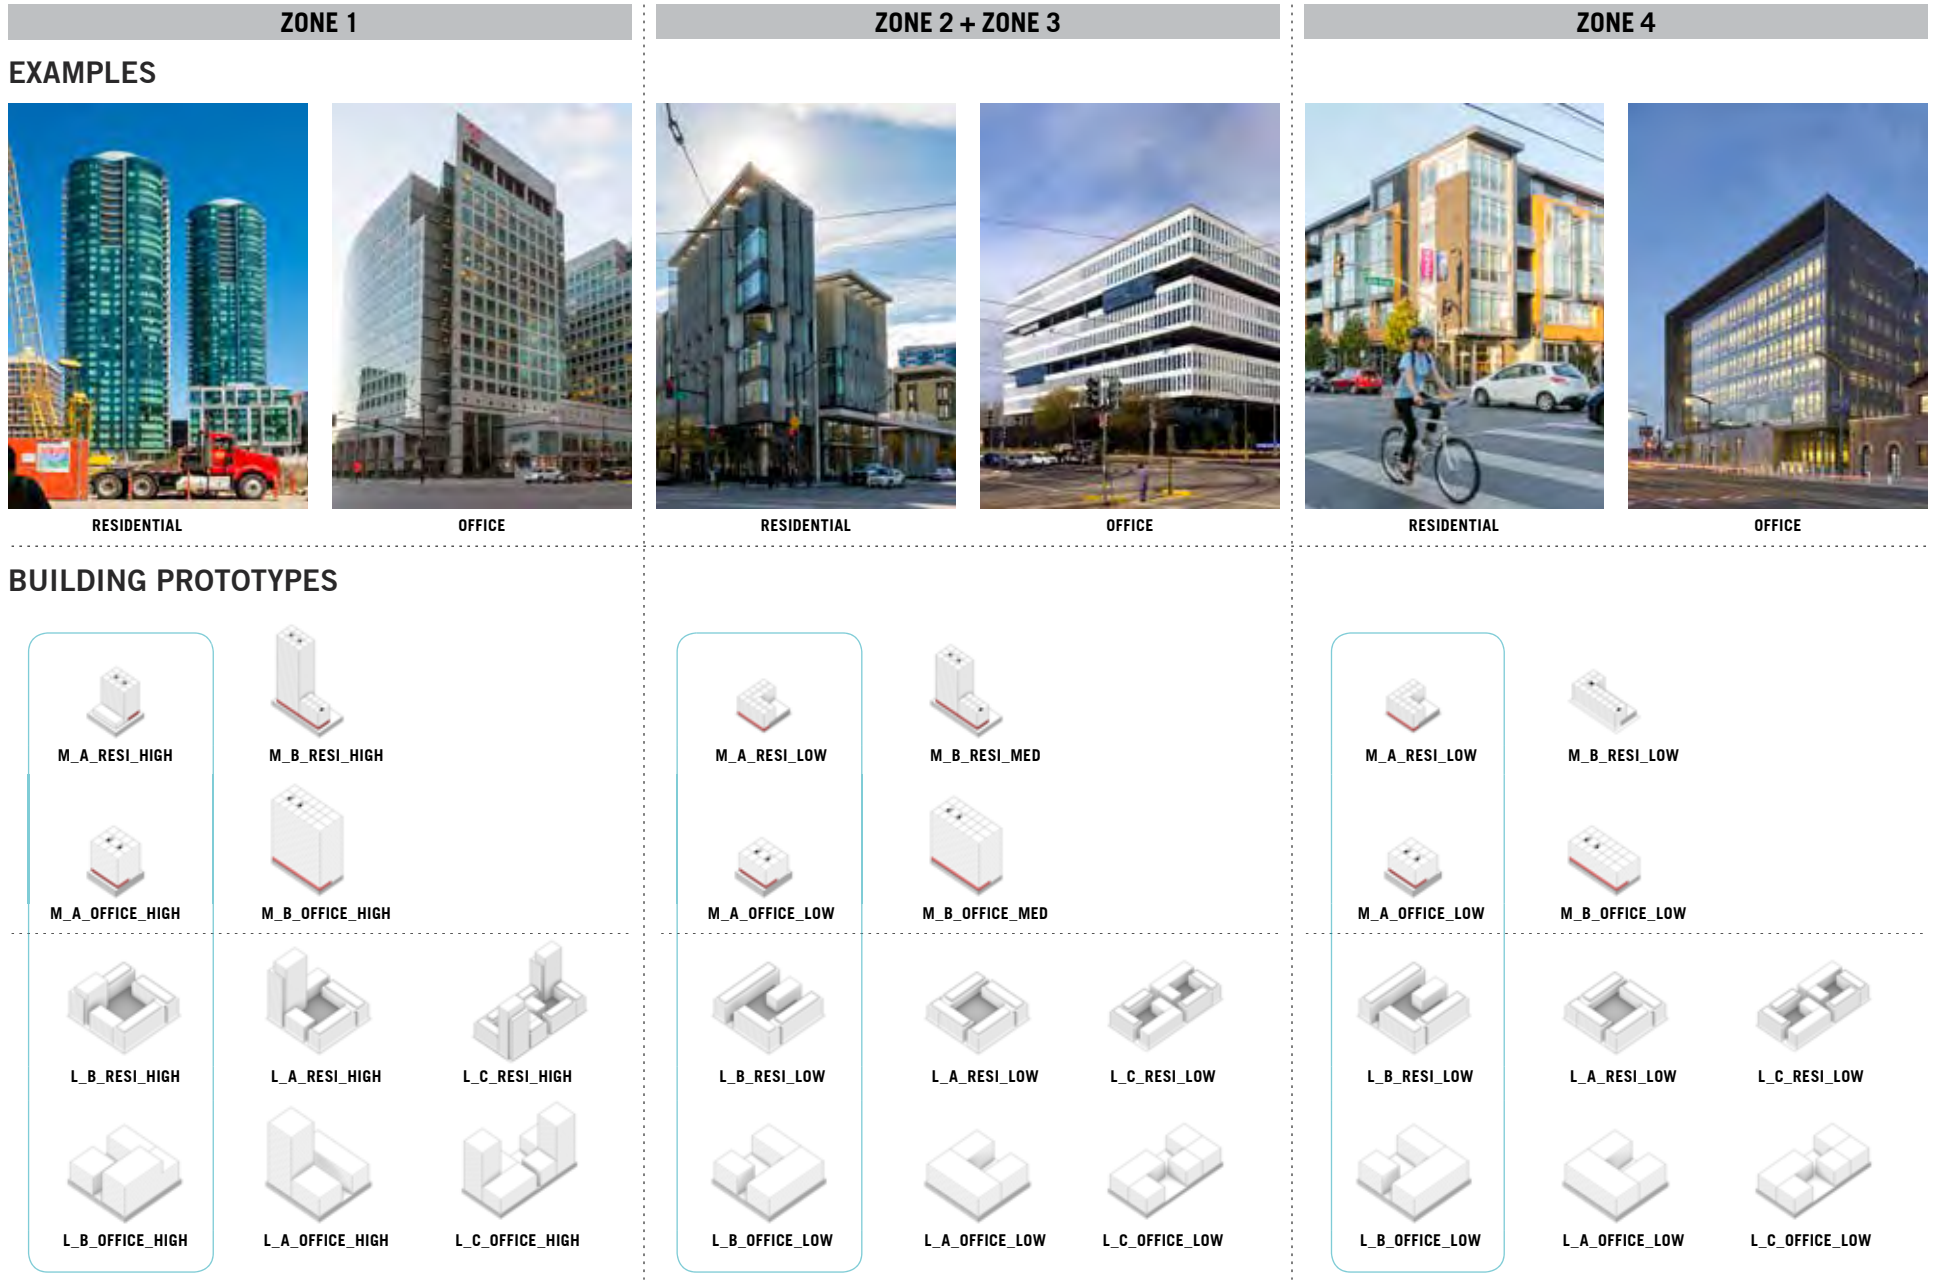 ZONE 1
ZONE 2 + ZONE 3
ZONE 4
EXAMPLES
RESIDENTIAL
OFFICE
RESIDENTIAL
OFFICE
RESIDENTIAL
OFFICE
BUILDING PROTOTYPES
M_A_RESI_HIGH
M_B_RESI_HIGH
M_A_RESI_LOW
M_B_RESI_MED
M_A_RESI_LOW
M_B_RESI_LOW
M_A_OFFICE_HIGH
M_B_OFFICE_HIGH
M_A_OFFICE_LOW
M_B_OFFICE_MED
M_A_OFFICE_LOW
M_B_OFFICE_LOW
L_B_RESI_HIGH
L_A_RESI_HIGH
L_C_RESI_HIGH
L_B_RESI_LOW
L_A_RESI_LOW
L_C_RESI_LOW
L_B_RESI_LOW
L_A_RESI_LOW
L_C_RESI_LOW
L_B_OFFICE_HIGH
L_A_OFFICE_HIGH
L_C_OFFICE_HIGH
L_B_OFFICE_LOW
L_A_OFFICE_LOW
L_C_OFFICE_LOW
L_B_OFFICE_LOW
L_A_OFFICE_LOW
L_C_OFFICE_LOW